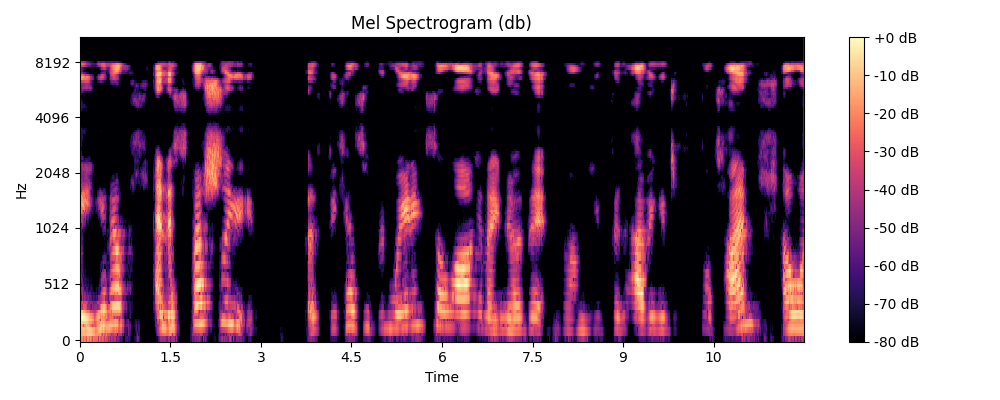 Mel Spectrogram (db)
8192
4096
2048
1024
512
0
Hz
0 1.5 3 4.5 6 7.5 9 10
Time
+0 dB
-10 dB
-20 dB
-30 dB
-40 dB
-50 dB
-60 dB
-70 dB
-80 dB